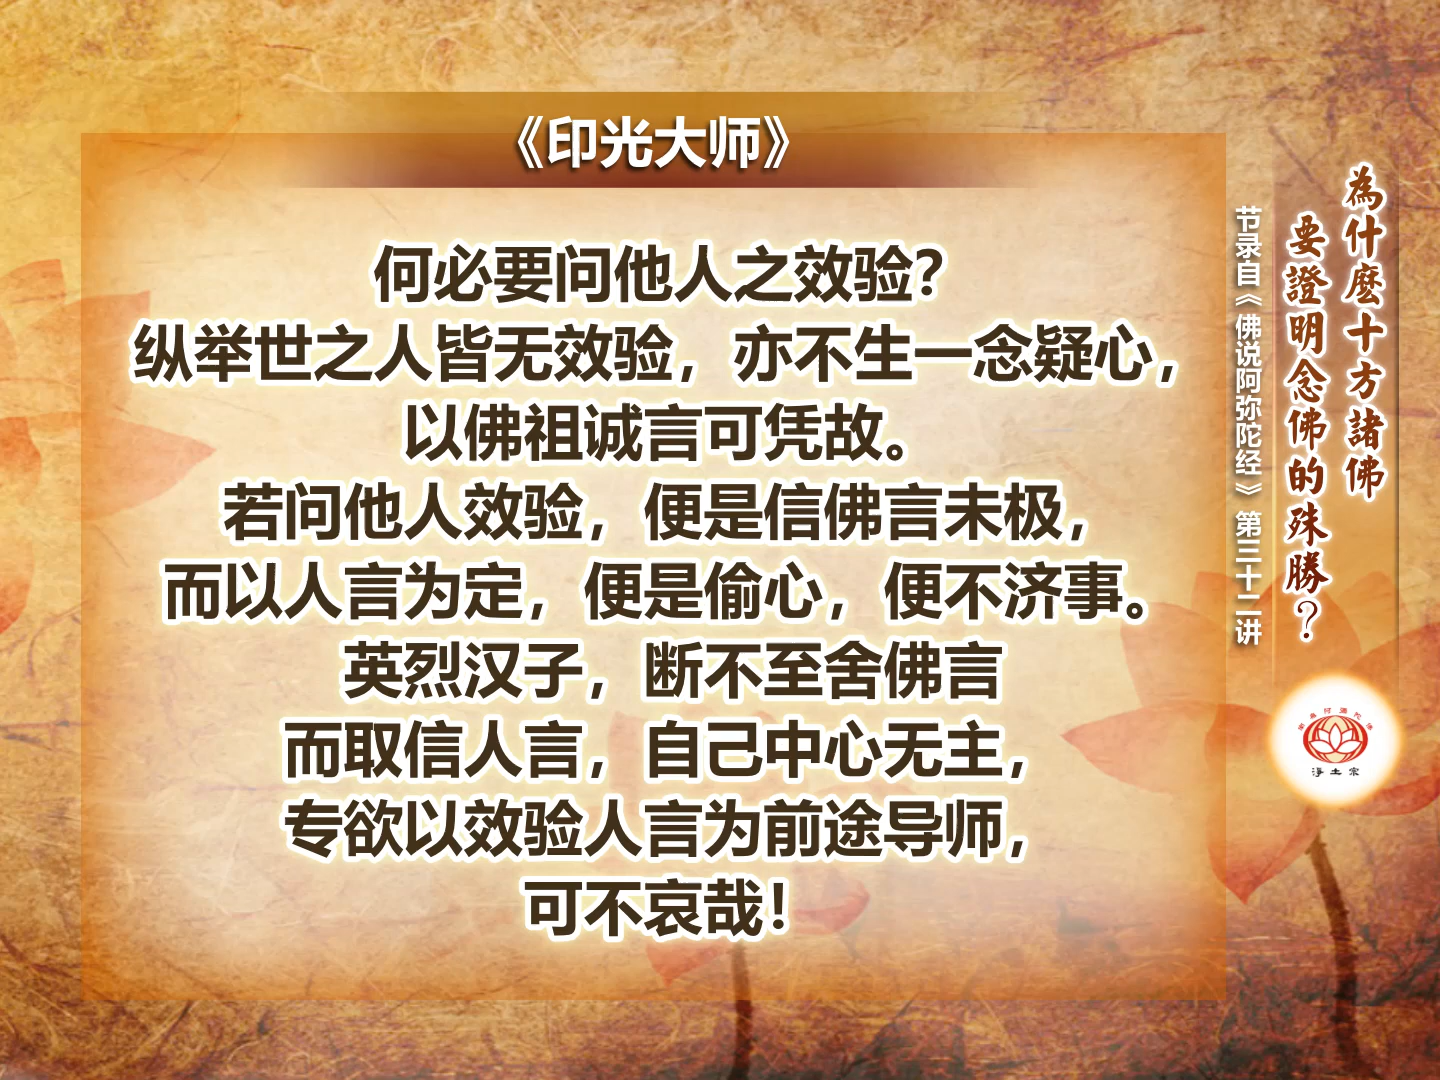 《印光大师》
何必要问他人之效验？
纵举世之人皆无效验，亦不生一念疑心，
以佛祖诚言可凭故。
若问他人效验，便是信佛言未极，
而以人言为定，便是偷心，便不济事。
英烈汉子，断不至舍佛言
而取信人言，自己中心无主，
专欲以效验人言为前途导师，
可不哀哉！
為什麼十方諸佛
要證明念佛的殊勝？
节录自《佛说阿弥陀经》第三十二讲
南無阿彌陀佛
淨土宗